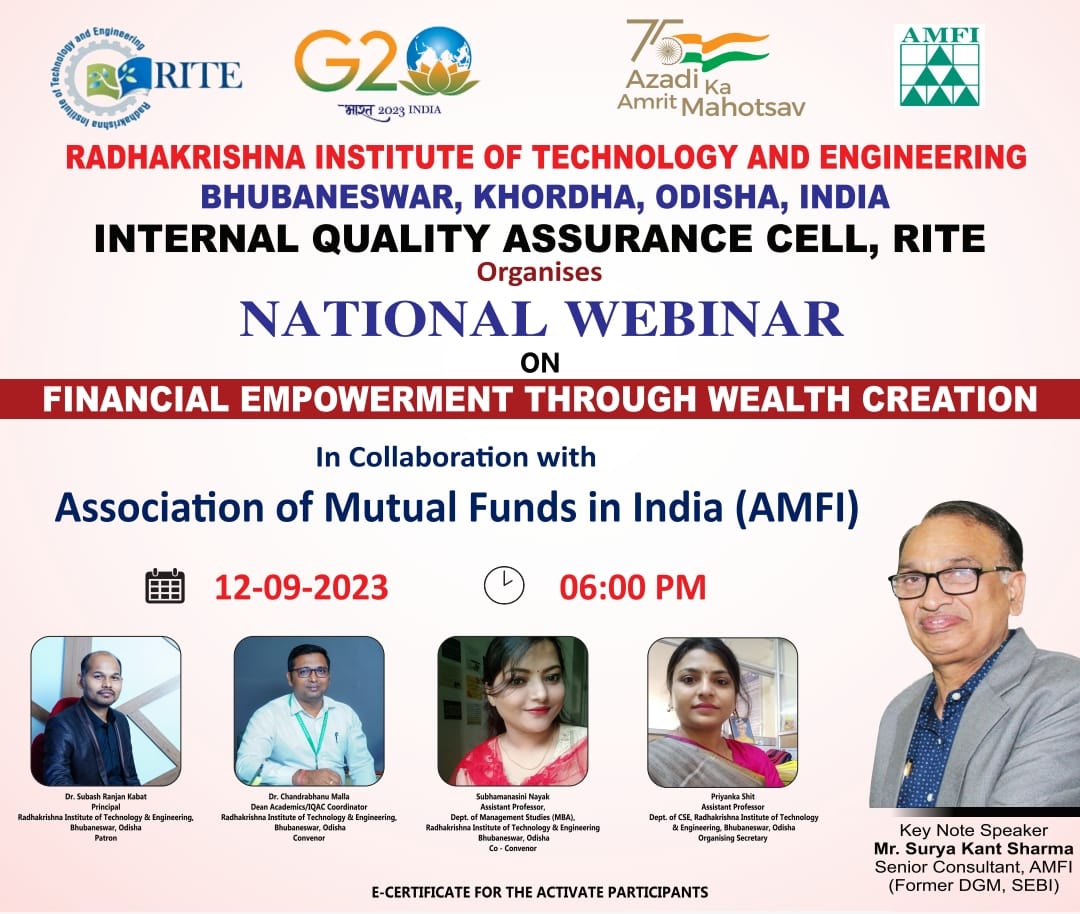 Radhakrishna Institute of Technology and Engineering
RITE
G20
भारत 2023 INDIA
75
Azadi Ka
Amrit Mahotsav
AMFI
RADHAKRISHNA INSTITUTE OF TECHNOLOGY AND ENGINEERING
BHUBANESWAR, KHORDHA, ODISHA, INDIA
INTERNAL QUALITY ASSURANCE CELL, RITE
Organises
NATIONAL WEBINAR
ON
FINANCIAL EMPOWERMENT THROUGH WEALTH CREATION
In Collaboration with
Association of Mutual Funds in India (AMFI)
12-09-2023
06:00 PM
Dr. Subash Ranjan Kabat
Principal
Radhakrishna Institute of Technology & Engineering,
Bhubaneswar, Odisha
Patron
Dr. Chandrabhanu Malla
Dean Academics/IQAC Coordinator
Radhakrishna Institute of Technology & Engineering,
Bhubaneswar, Odisha
Convenor
Subhamanasini Nayak
Assistant Professor,
Dept. of Management Studies (MBA),
Radhakrishna Institute of Technology & Engineering
Bhubaneswar, Odisha
Co - Convenor
Priyanka Shit
Assistant Professor
Dept. of CSE, Radhakrishna Institute of Technology
& Engineering, Bhubaneswar, Odisha
Organising Secretary
Key Note Speaker
Mr. Surya Kant Sharma
Senior Consultant, AMFI
(Former DGM, SEBI)
E-CERTIFICATE FOR THE ACTIVATE PARTICIPANTS